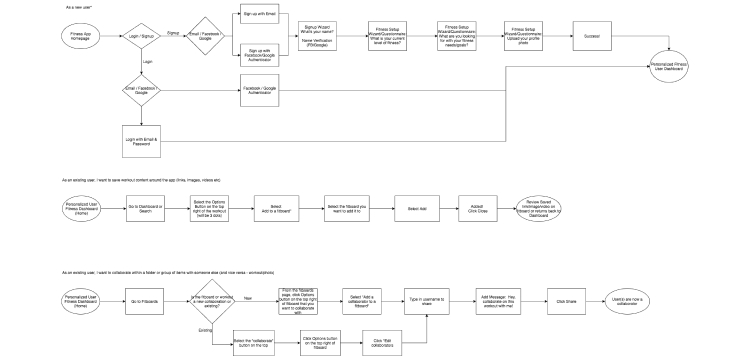 As a new user"
Fitness App
Homepage
Login / Signup
Signup
Email / Facebook /
Google
Sign up with Email
Sign up with
Facebook/Google
Authenticator
Signup Wizard
What's your name?
Name Verification
(FB/Google)
Fitness Setup
Wizard/Questionnaire
What is your current
level of fitness?
Fitness Setup
Wizard/Questionnaire
What are you looking
for with your fitness
needs/goals?
Fitness Setup
Wizard/Questionnaire
Upload your profile
photo
Success!
Personalized Fitness
User Dashboard
Login
Email / Facebook /
Google
Facebook / Google
Authenticator
Login with Email &
Password
As an existing user, I want to save workout content around the app (links, images, videos etc)
Personalized User
Fitness Dashboard
(Home)
Go to Dashboard or
Search
Select the Options
Button on the top
right of the workout
(will be 3 dots)
Select
Add to a fitboard"
Select the fitboard you
want to add it to
Select Add
Added!
Click Close
Review Saved
link/image/video on
fitboard or returns back to
Dashboard
As an existing user, I want to collaborate within a folder or group of items with someone else (and vice versa - workout/photo)
Personalized User
Fitness Dashboard
(Home)
Go to Fitboards
Is the fitboard or workout
a new collaboration or
existing?
New
From the fitboards
page, click Options
button on the top right
of fitboard that you
want to collaborate
with
Select "Add a
collaborator to a
fitboard"
Type in username to
share
Add Message: Hey,
collaborate on this
workout with me!
Click Share
User(s) are now a
collaborator
Existing
Select the "collaborate"
button on the top
Click Options button
on the top right of
fitboard
Click "Edit
collaborators